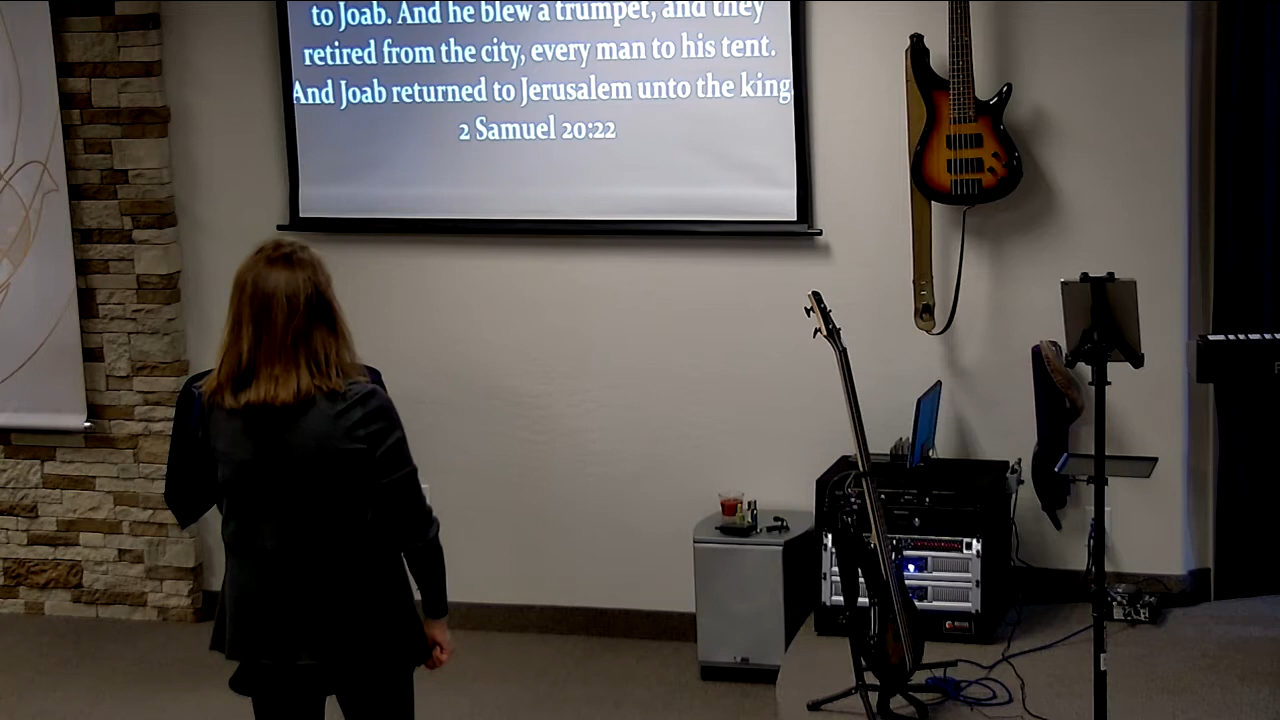 to Joab. And he blew a trumpet, and they
retired from the city, every man to his tent.
And Joab returned to Jerusalem unto the king
2 Samuel 20:22